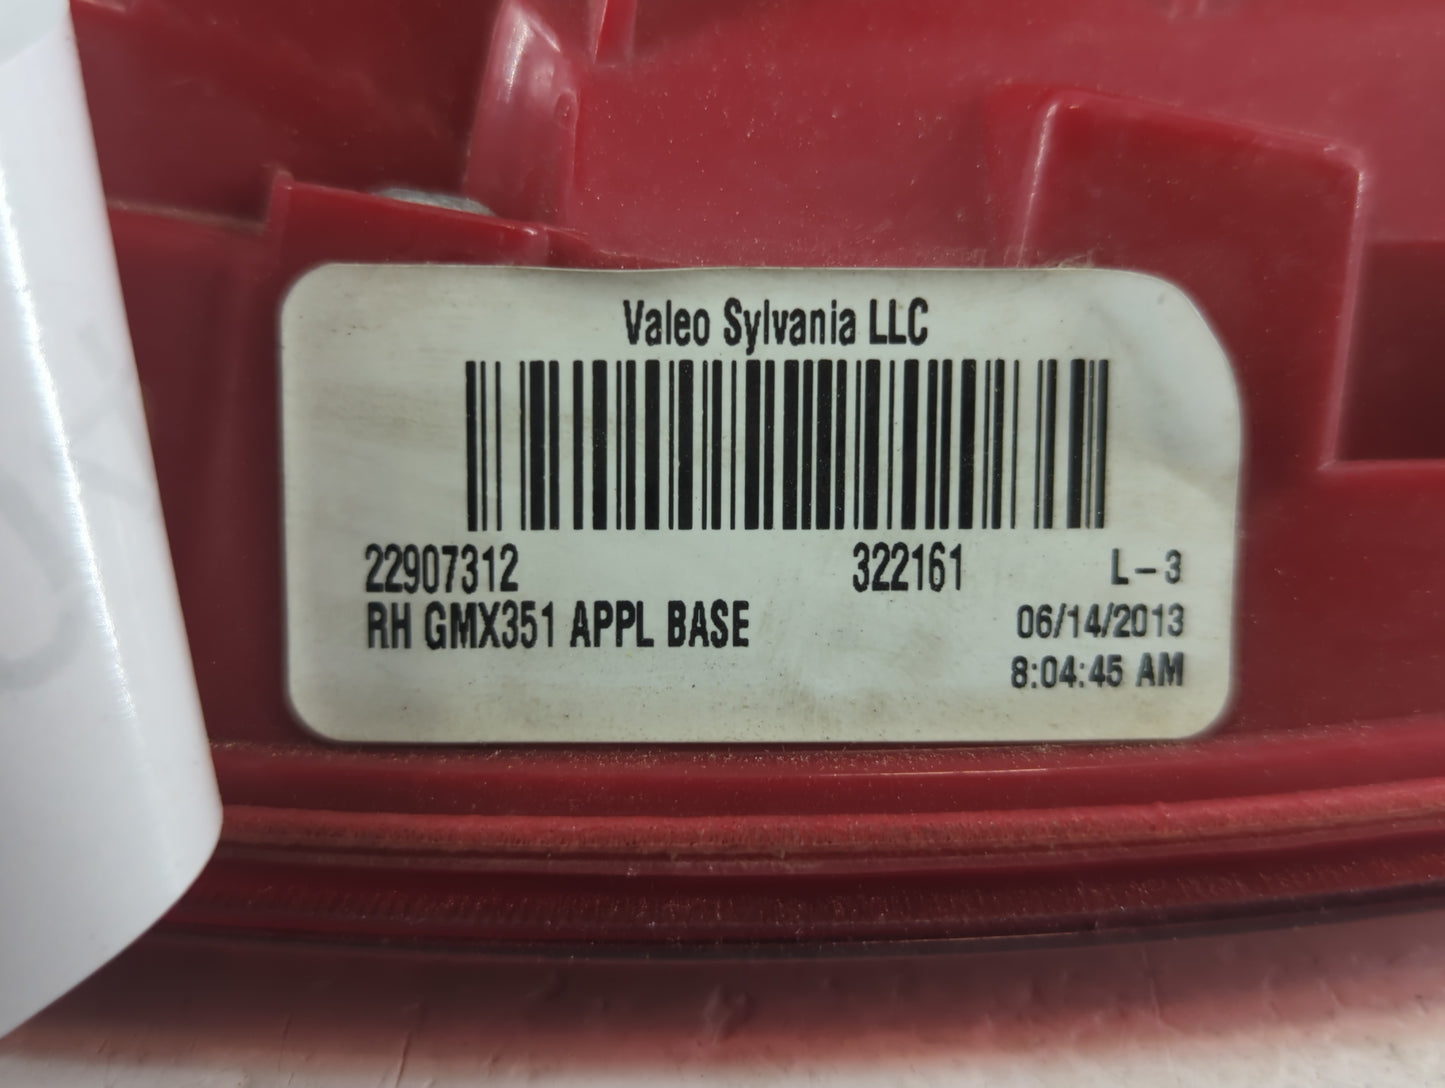 Valeo Sylvania LLC
22907312 322161 L-3
RH GMX351 APPL BASE 06/14/2013
8:04:45 AM